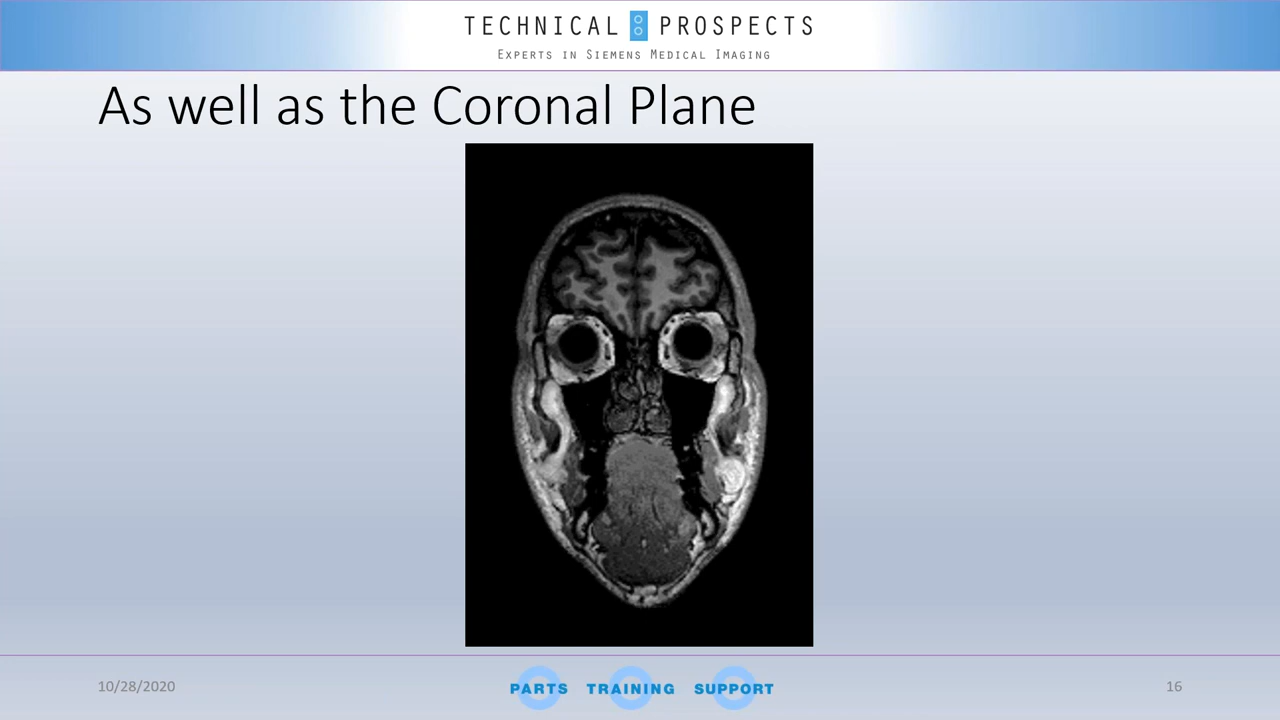 TECHNICAL PROSPECTS
EXPERTS IN SIEMENS MEDICAL IMAGING
As well as the Coronal Plane
10/28/2020
PARTS TRAINING SUPPORT
16